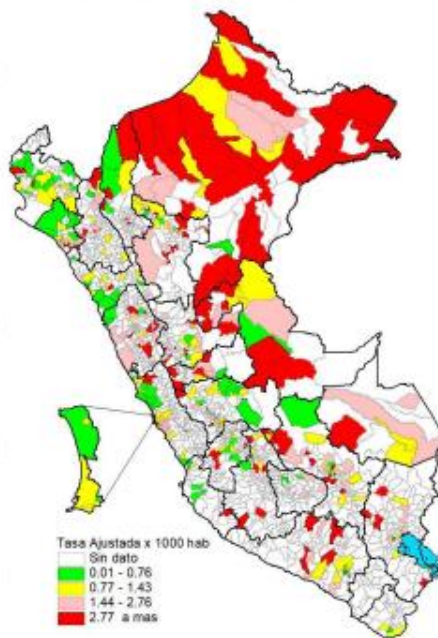 Tasa Ajustada x 1000 hab
Sin dato
0.01 - 0.76
0.77 - 1.43
1.44 - 2.76
2.77 a mas